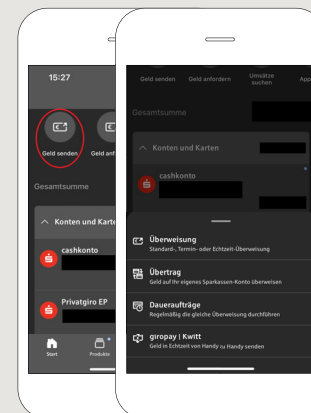 15:27
Geld senden
Geld anf
Gesamtsumme
Konten und Karte
cashkonto
Privatgiro EP
Start
Produkte
Geld senden
Geld anfordern
Umsätze
suchen
App
Gesamtsumme
Konten und Karten
cashkonto
Überweisung
Standard-, Termin- oder Echtzeit-Überweisung
Übertrag
Geld auf Ihr eigenes Sparkassen-Konto überweisen
Daueraufträge
Regelmäßig die gleiche Überweisung durchführen
giropay | Kwitt
Geld in Echtzeit von Handy zu Handy senden